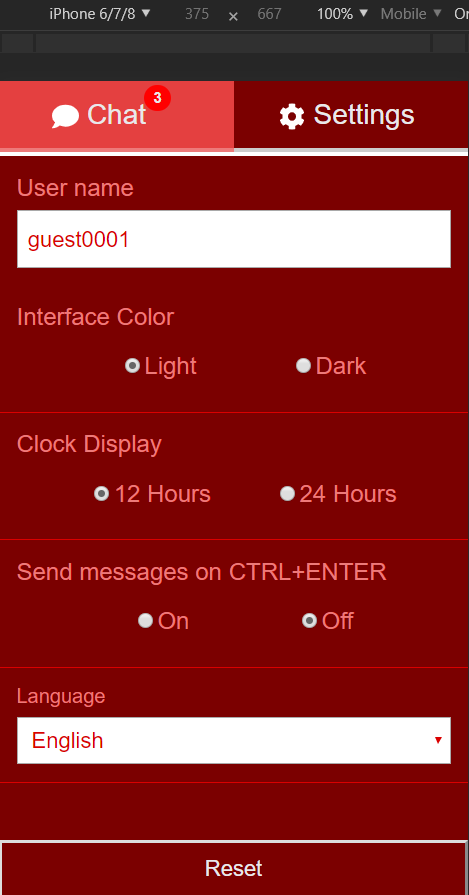 iPhone 6/7/8 ▼ 375 × 667 100% ▼ Mobile ▼ On
Chat 3 Settings
User name
guest0001
Interface Color
Light Dark
Clock Display
12 Hours 24 Hours
Send messages on CTRL+ENTER
On Off
Language
English
Reset